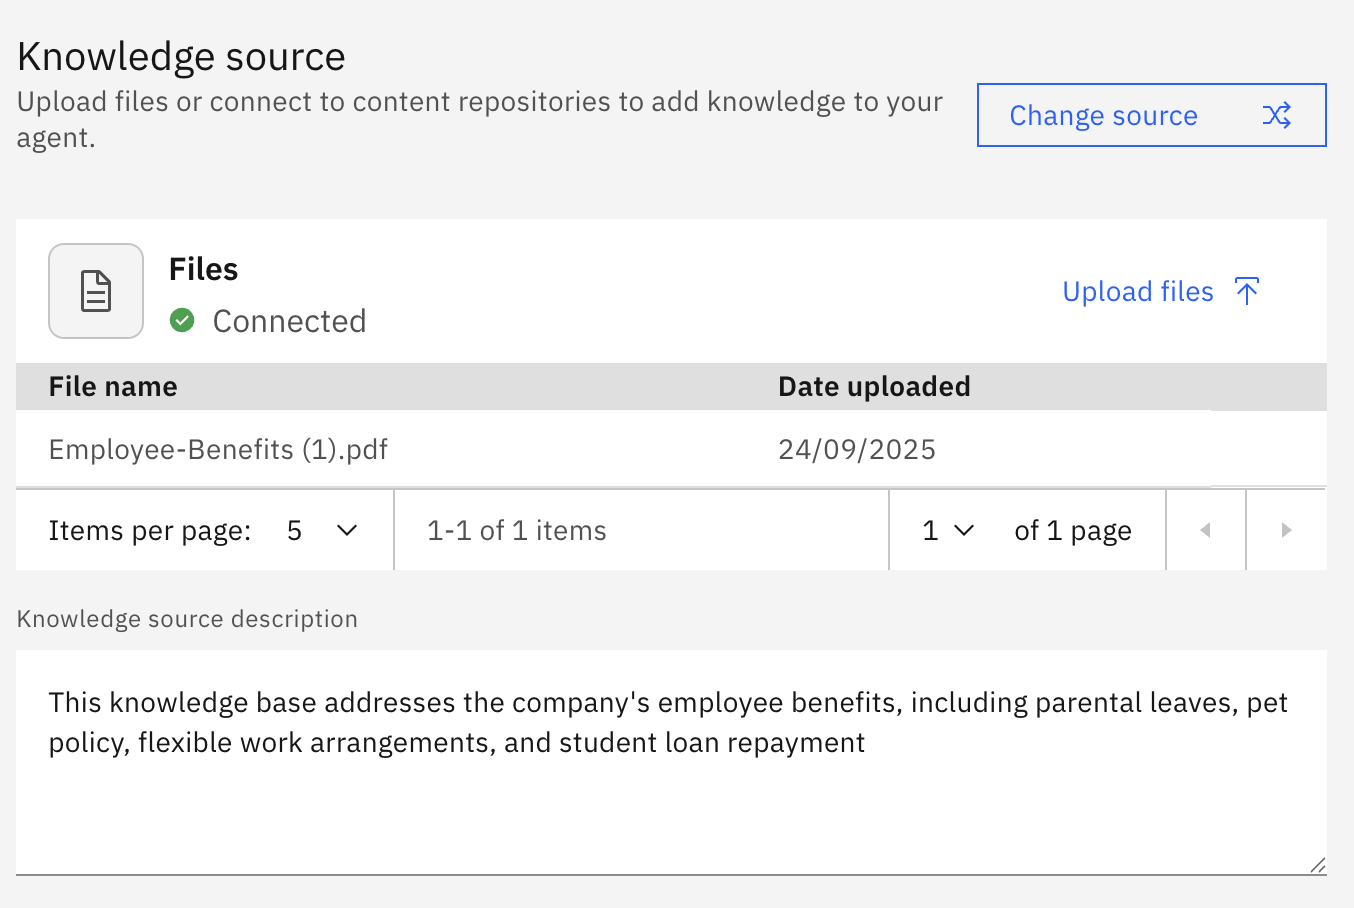 Knowledge source
Upload files or connect to content repositories to add knowledge to your
agent.
Change source
Files
Connected
Upload files
File name Date uploaded
Employee-Benefits (1).pdf 24/09/2025
Items per page: 5 1-1 of 1 items 1 of 1 page
Knowledge source description
This knowledge base addresses the company's employee benefits, including parental leaves, pet
policy, flexible work arrangements, and student loan repayment